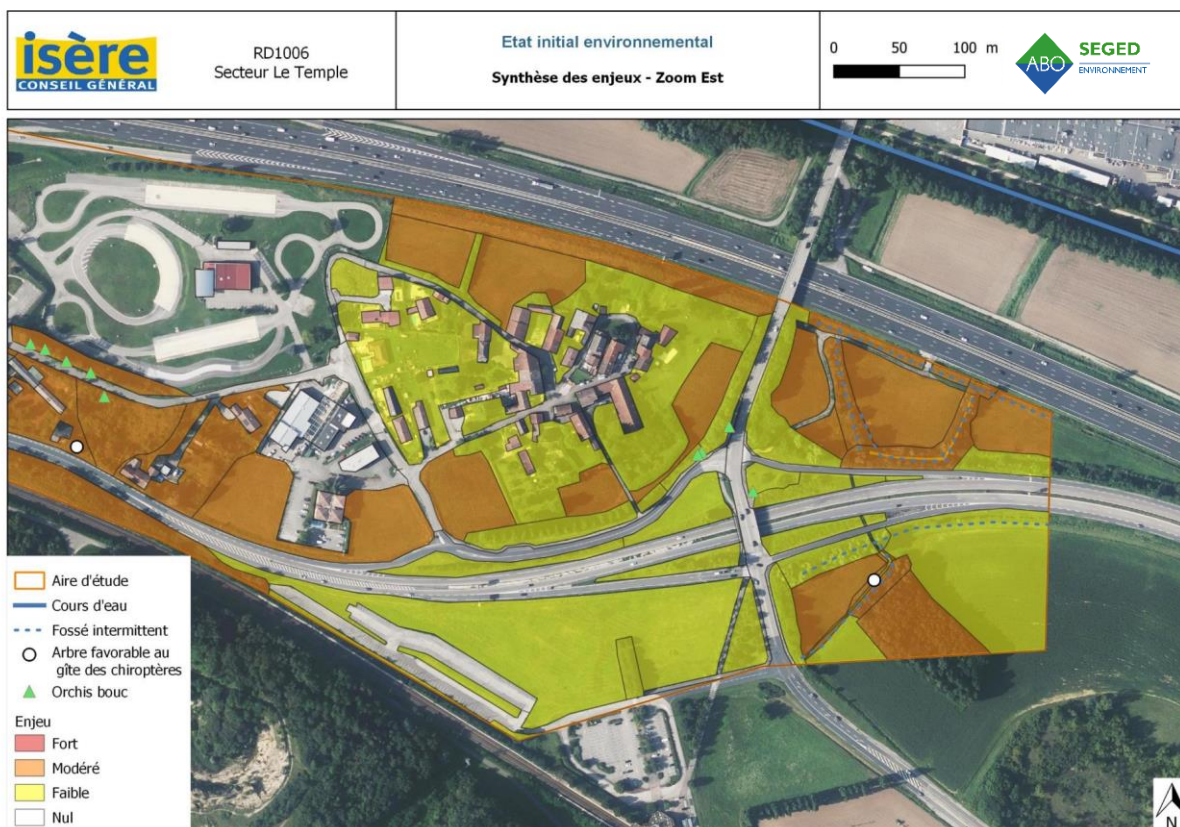 isère
CONSEIL GÉNÉRAL
RD1006
Secteur Le Temple
Etat initial environnemental
Synthèse des enjeux - Zoom Est
0 50 100 m
ABO
SEGED
ENVIRONNEMENT
Aire d'étude
Cours d'eau
Fossé intermittent
Arbre favorable au
gîte des chiroptères
Orchis bouc
Enjeu
Fort
Modéré
Faible
Nul
N